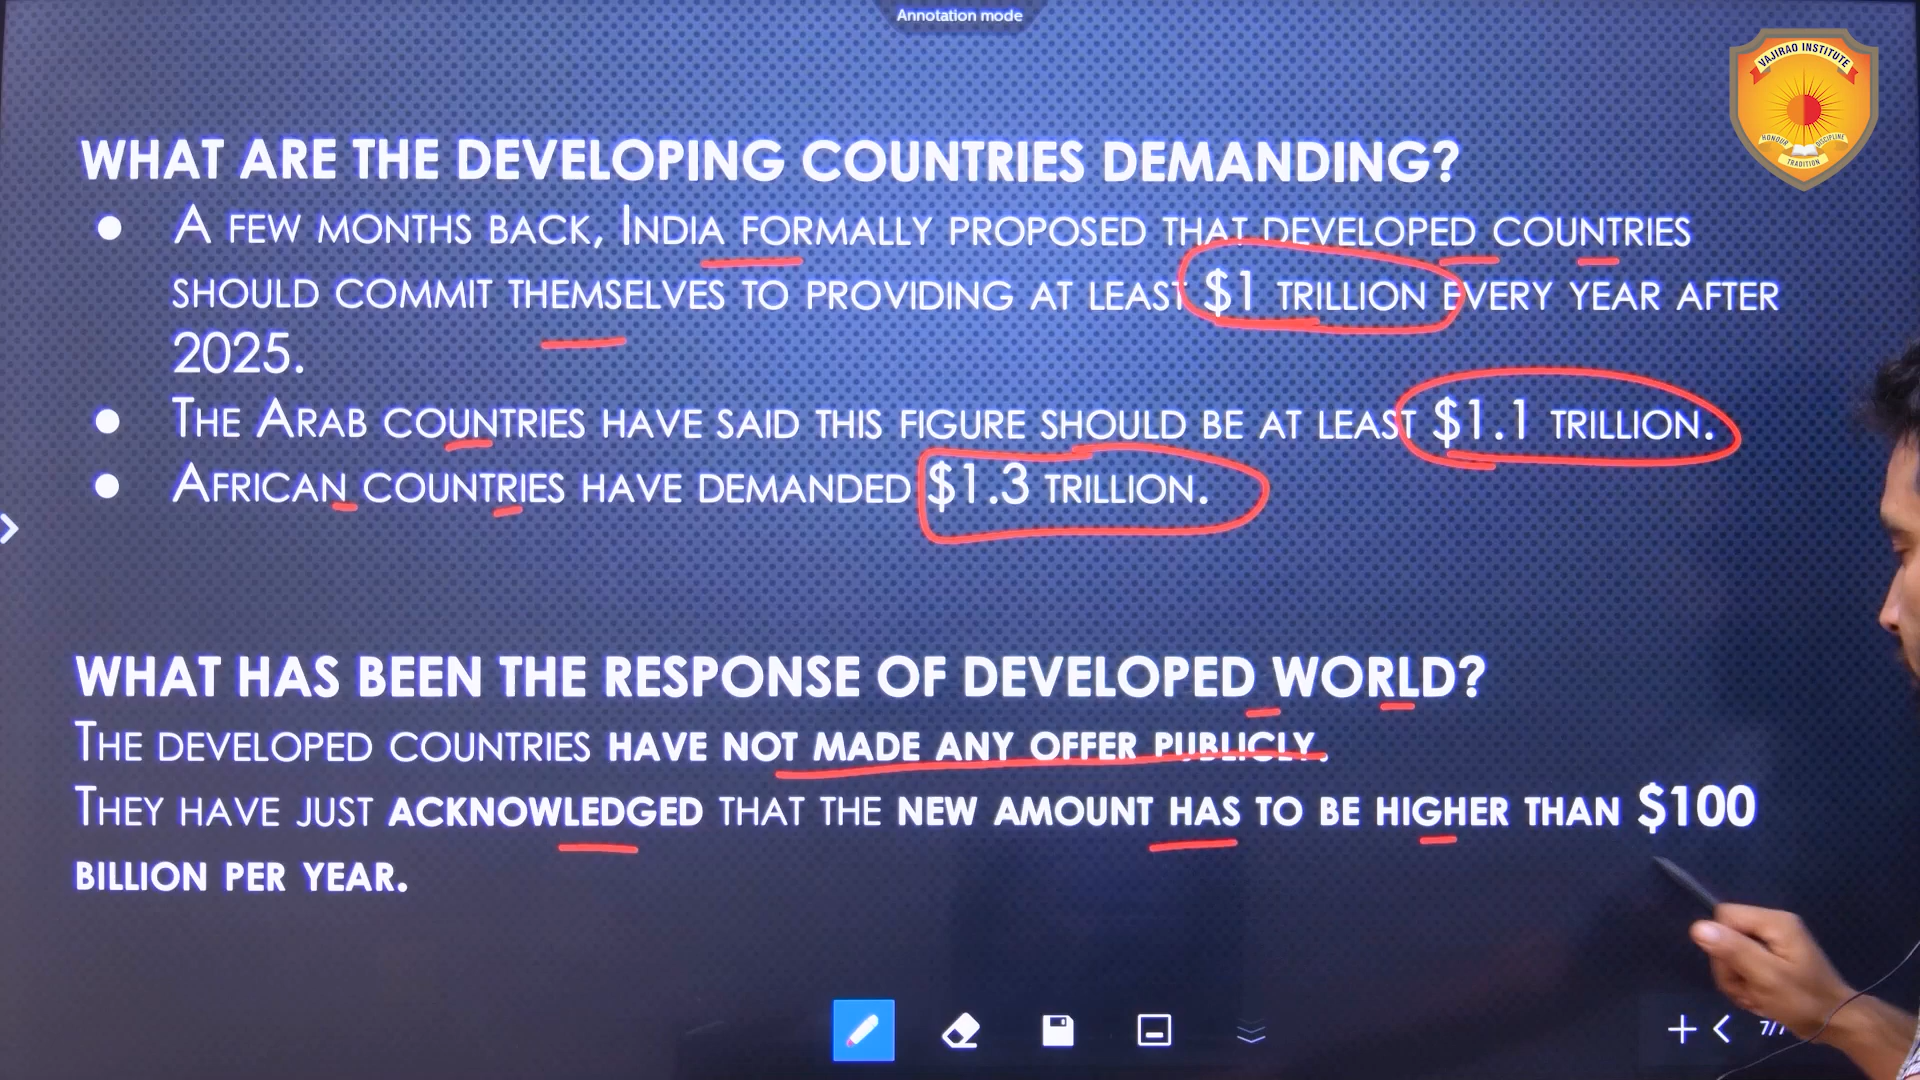 Annotation mode
VAJIRAO INSTITUTE
HONOUR DISCIPLINE
TRADITION
WHAT ARE THE DEVELOPING COUNTRIES DEMANDING?
● A FEW MONTHS BACK, INDIA FORMALLY PROPOSED THAT DEVELOPED COUNTRIES
SHOULD COMMIT THEMSELVES TO PROVIDING AT LEAST $1 TRILLION EVERY YEAR AFTER
2025.
● THE ARAB COUNTRIES HAVE SAID THIS FIGURE SHOULD BE AT LEAST $1.1 TRILLION.
● AFRICAN COUNTRIES HAVE DEMANDED $1.3 TRILLION.
WHAT HAS BEEN THE RESPONSE OF DEVELOPED WORLD?
THE DEVELOPED COUNTRIES HAVE NOT MADE ANY OFFER PUBLICLY.
THEY HAVE JUST ACKNOWLEDGED THAT THE NEW AMOUNT HAS TO BE HIGHER THAN $100
BILLION PER YEAR.
7/7